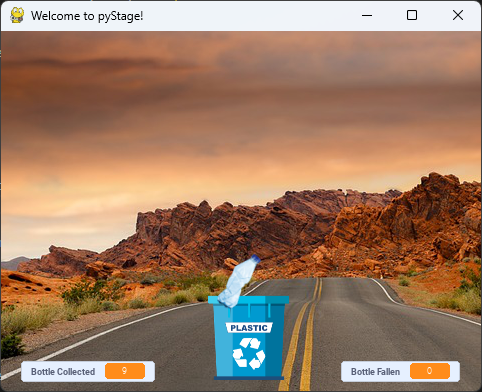 Welcome to pyStage!
PLASTIC
Bottle Collected 9
Bottle Fallen 0